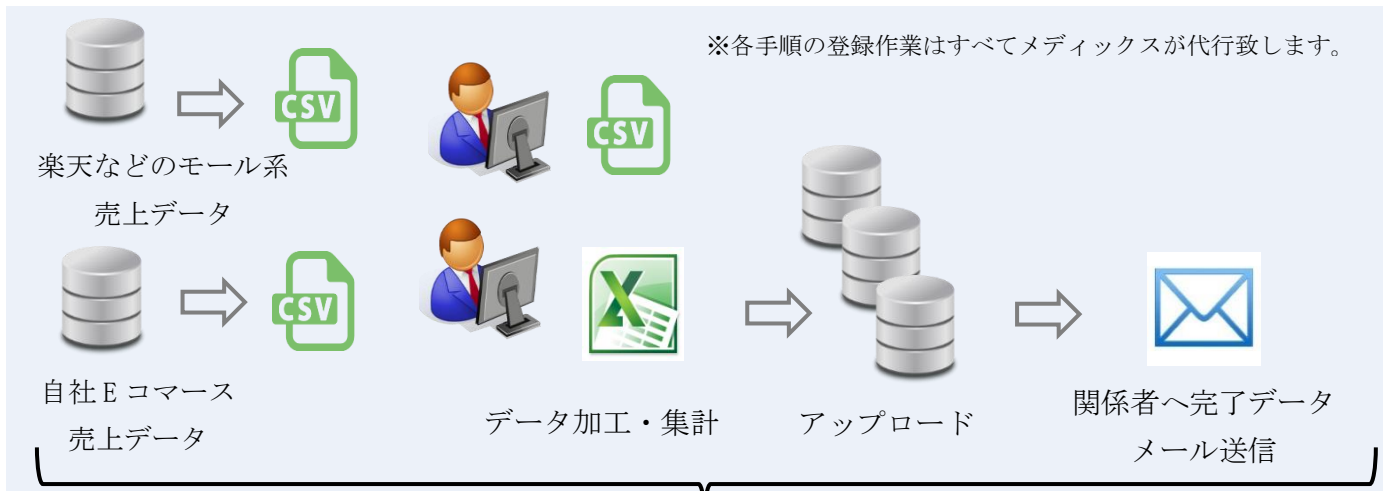 ※各手順の登録作業はすべてメディックスが代行致します。
CSV
CSV
楽天などのモール系
売上データ
CSV
X
自社Eコマース
売上データ
データ加工・集計
アップロード
関係者へ完了データ
メール送信